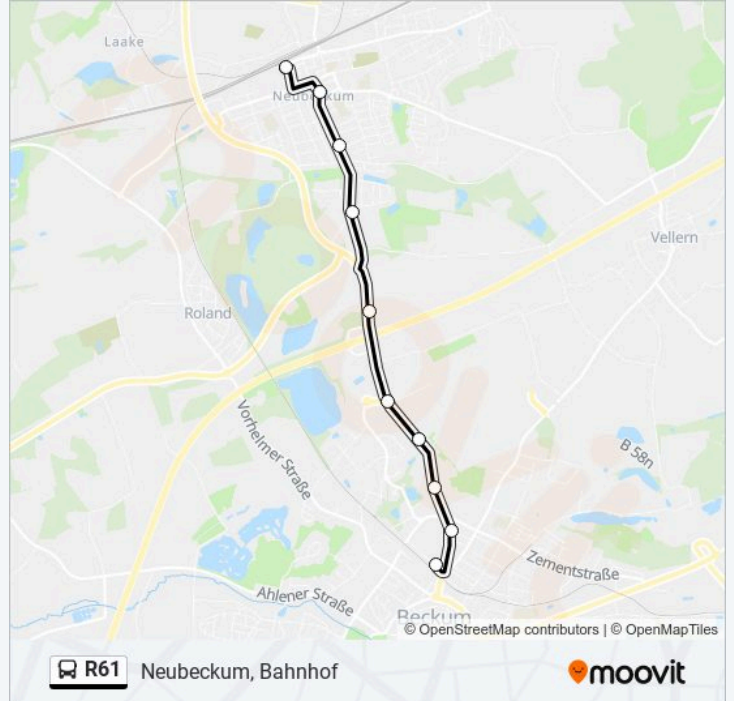 Laake
Neubeckum
Vellern
Roland
Vorhelmer Straße
B 58n
Zementstraße
Ahlener Straße
Beckum
© OpenStreetMap contributors | © OpenMapTiles
R61 Neubeckum, Bahnhof
moovit